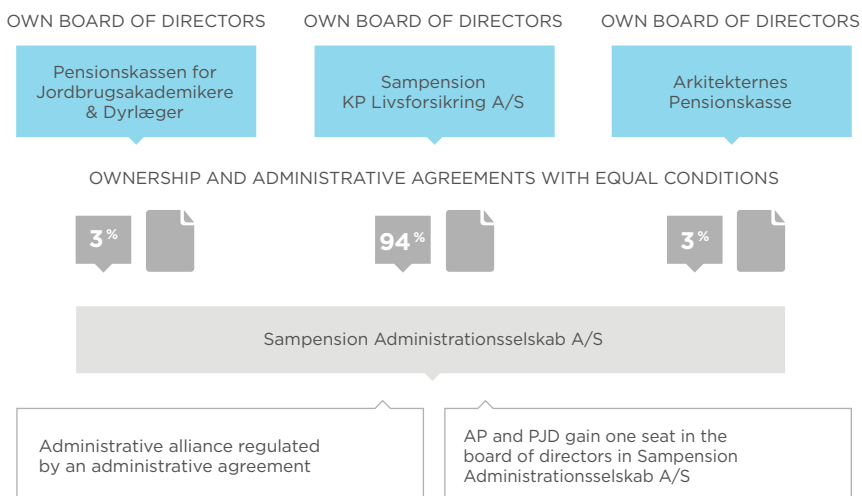 OWN BOARD OF DIRECTORS
OWN BOARD OF DIRECTORS
OWN BOARD OF DIRECTORS
Pensionskassen for
Jordbrugsakademikere
& Dyrlæger
Sampension
KP Livsforsikring A/S
Arkitekternes
Pensionskasse
OWNERSHIP AND ADMINISTRATIVE AGREEMENTS WITH EQUAL CONDITIONS
3%
94%
3%
Sampension Administrationsselskab A/S
Administrative alliance regulated
by an administrative agreement
AP and PJD gain one seat in the
board of directors in Sampension
Administrationsselskab A/S